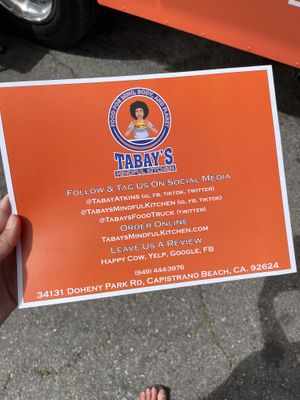 FOOD FOR MIND, BODY, AND PLANET
TABAY'S
MINDFUL KITCHEN
FOLLOW & TAG US ON SOCIAL MEDIA
@TABAYATKINS (IG, FB, TIKTOK, TWITTER)
@TABAYSMINDFULKITCHEN (IG, FB, TIKTOK)
@TABAYSFOODTRUCK (TWITTER)
ORDER ONLINE
TABAYSMINDFULKITCHEN.COM
LEAVE US A REVIEW
HAPPY COW, YELP, GOOGLE, FB
(949) 444-3976
34131 DOHENY PARK RD, CAPISTRANO BEACH, CA. 92624